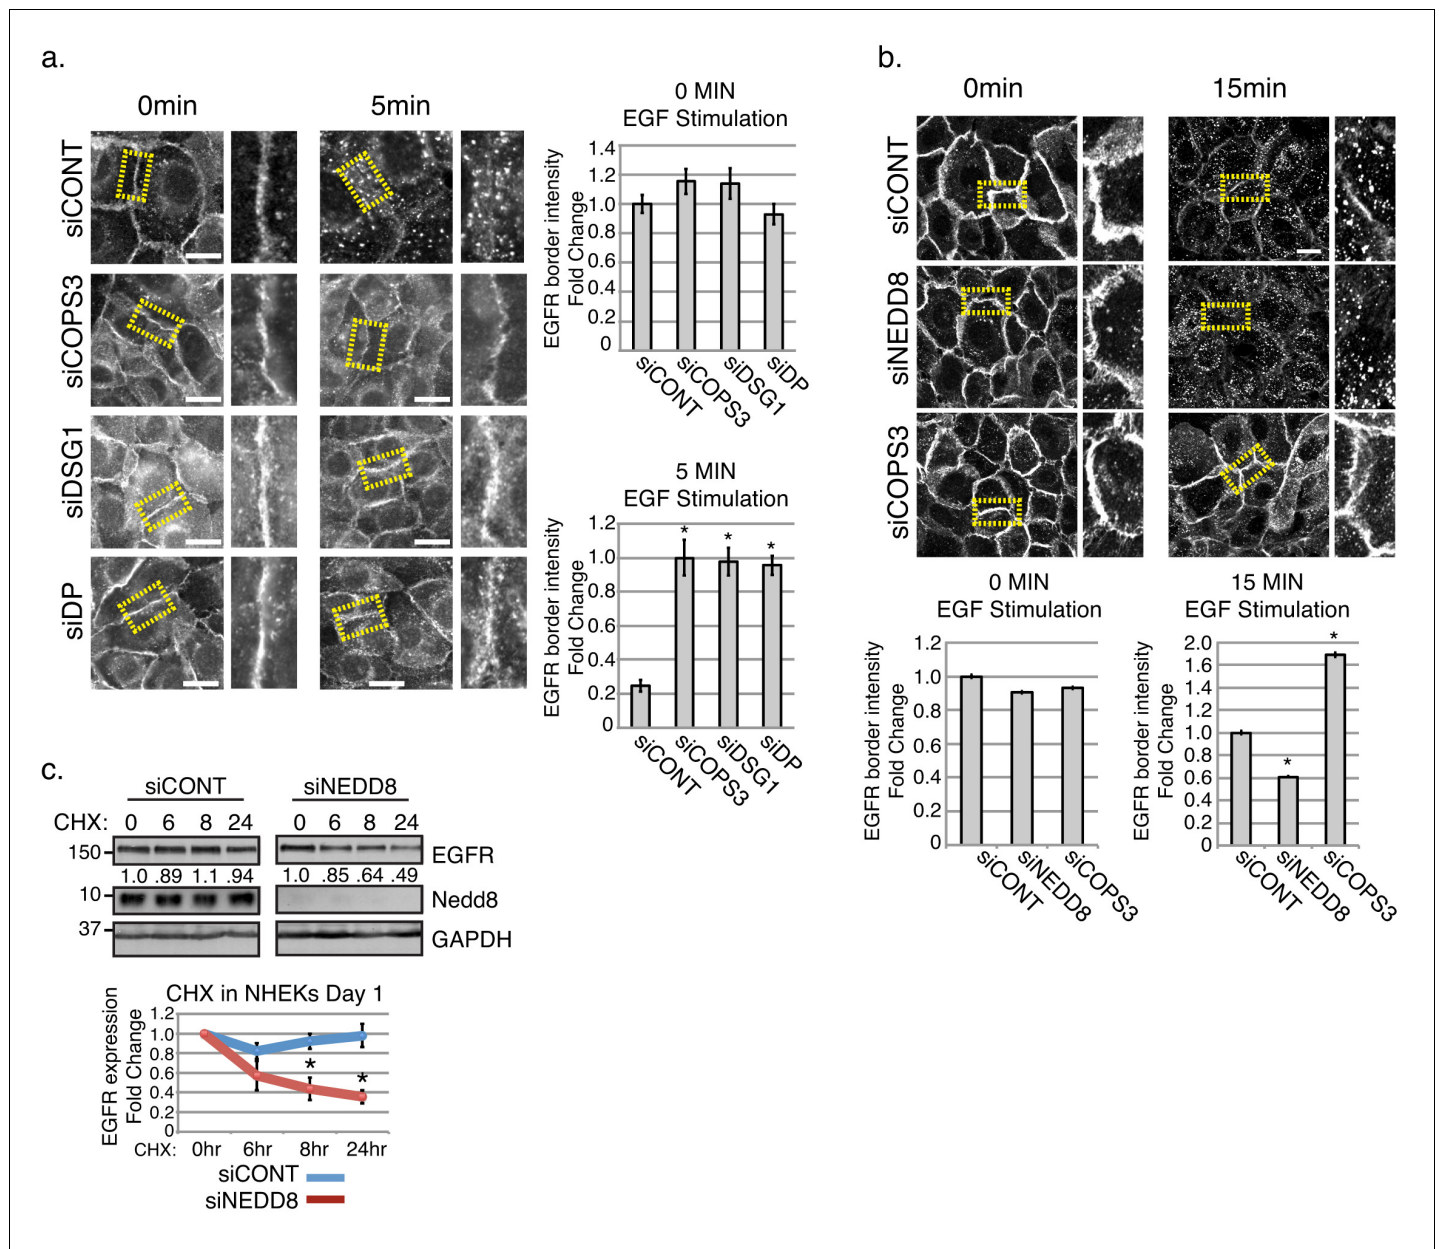 a.
0min
5min
siCONT
siCOPS3
siDSG1
siDP
0 MIN
EGF Stimulation
EGFR border intensity
Fold Change
1.4
1.2
1.0
0.8
0.6
0.4
0.2
0
siCONT
siCOPS3
siDSG1
siDP
5 MIN
EGF Stimulation
EGFR border intensity
Fold Change
1.2
1.0
0.8
0.6
0.4
0.2
0
*
*
*
siCONT
siCOPS3
siDSG1
siDP
b.
0min
15min
siCONT
siNEDD8
siCOPS3
0 MIN
EGF Stimulation
EGFR border intensity
Fold Change
1.2
1.0
0.8
0.6
0.4
0.2
0
siCONT
siNEDD8
siCOPS3
15 MIN
EGF Stimulation
EGFR border intensity
Fold Change
2.0
1.2
1.4
1.2
1.0
0.8
0.6
0.4
0.2
0
*
*
siCONT
siNEDD8
siCOPS3
c.
siCONT siNEDD8
CHX: 0 6 8 24 0 6 8 24
150 EGFR
1.0 .89 1.1 .94 1.0 .85 .64 .49
10 Nedd8
37 GAPDH
CHX in NHEKs Day 1
EGFR expression
Fold Change
1.2
1.0
0.8
0.6
0.4
0.2
0
*
*
CHX: 0hr 6hr 8hr 24hr
siCONT
siNEDD8